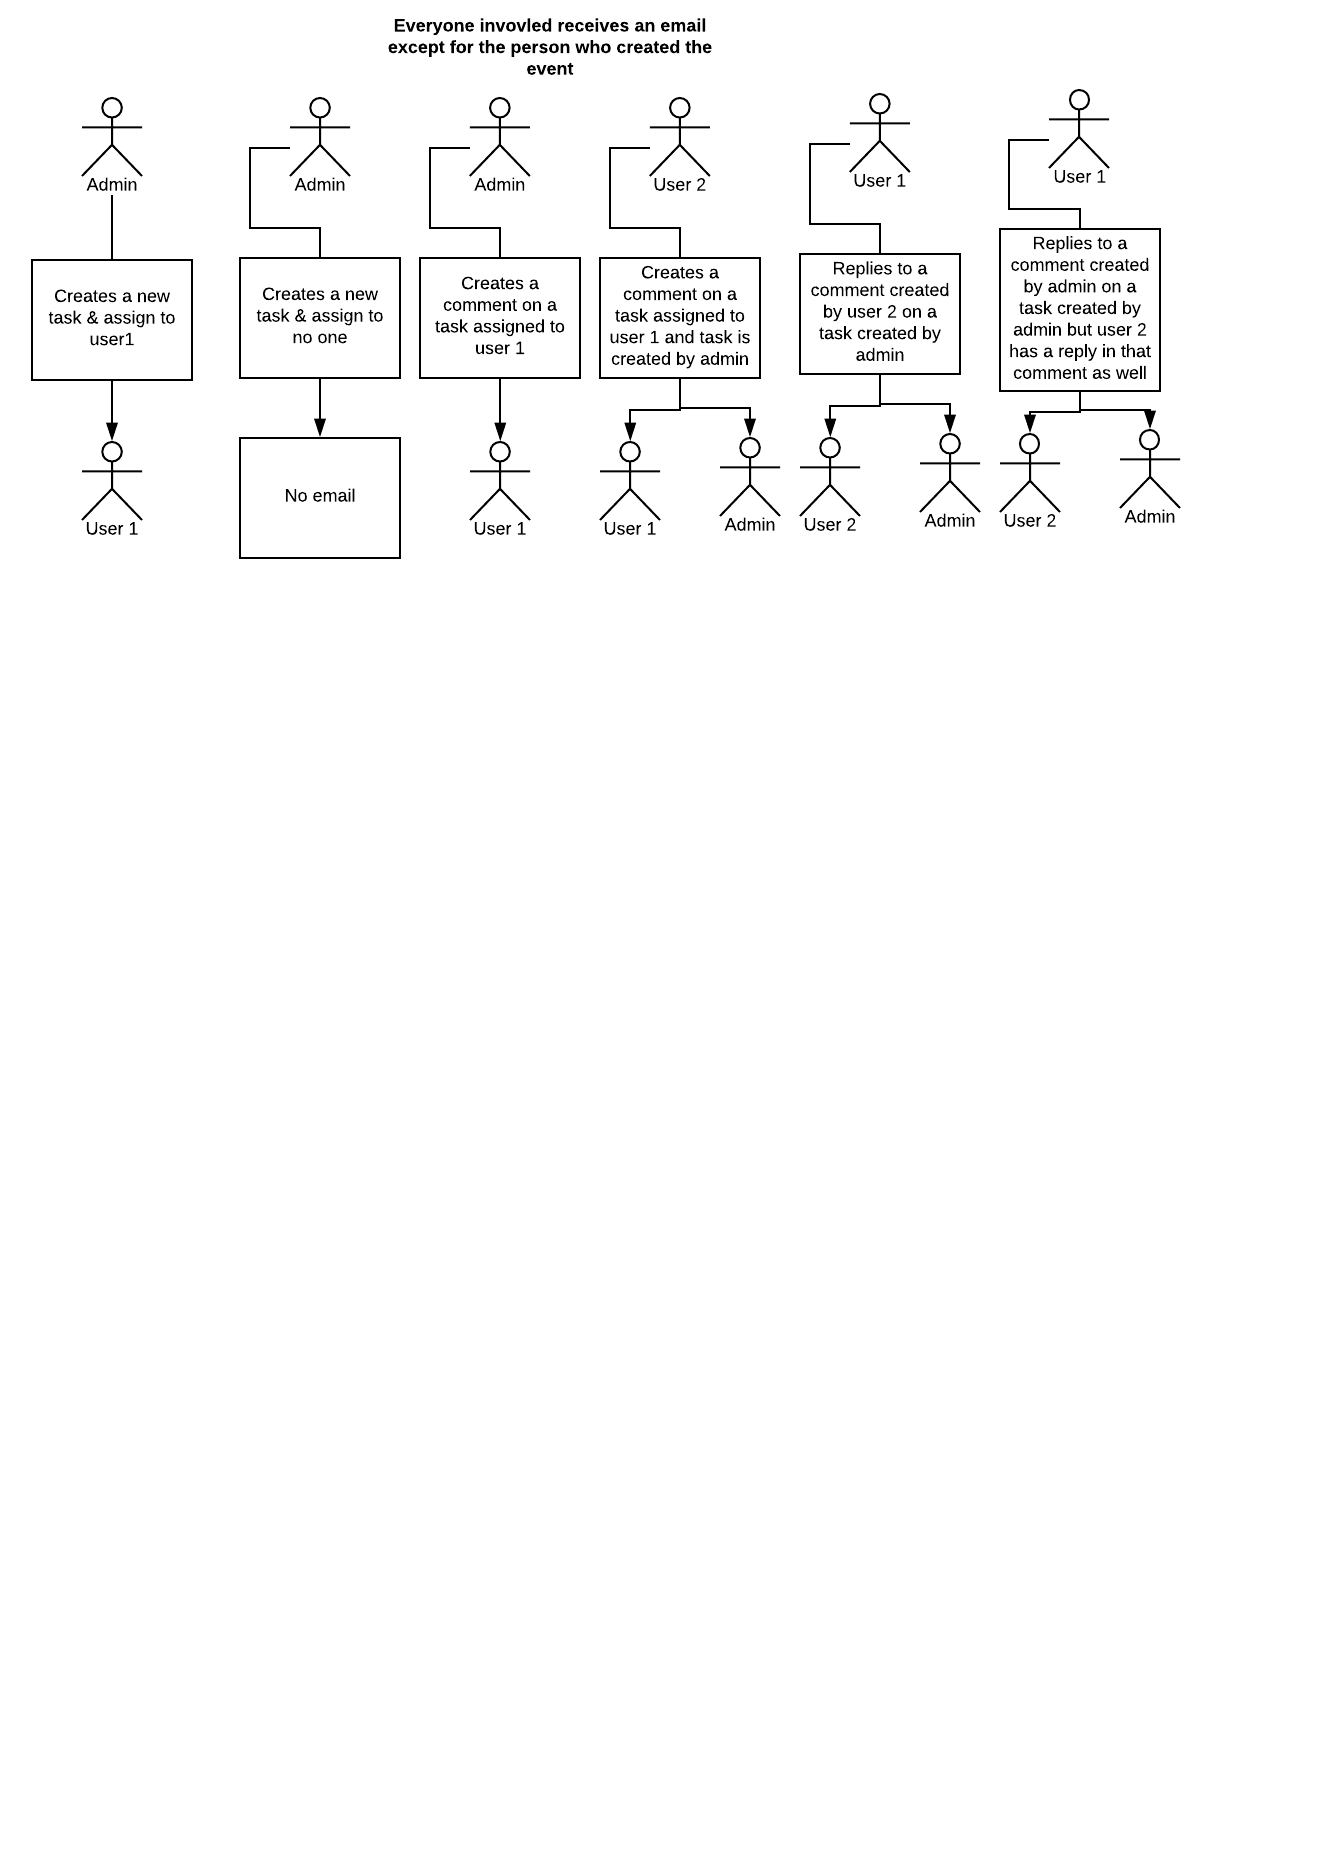 Everyone invovled receives an email
except for the person who created the
event
Admin
Admin
Admin
User 2
User 1
User 1
Creates a new
task & assign to
user1
Creates a new
task & assign to
no one
Creates a
comment on a
task assigned to
user 1
Creates a
comment on a
task assigned to
user 1 and task is
created by admin
Replies to a
comment created
by user 2 on a
task created by
admin
Replies to a
comment created
by admin on a
task created by
admin but user 2
has a reply in that
comment as well
User 1
No email
User 1
User 1
Admin
User 2
Admin
User 2
Admin